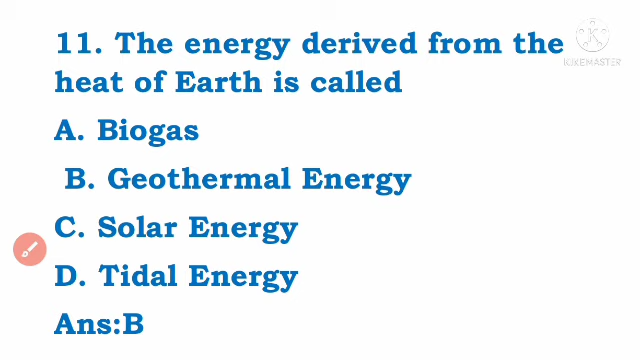 11. The energy derived from the
heat of Earth is called
A. Biogas
B. Geothermal Energy
C. Solar Energy
D. Tidal Energy
Ans:B
K
KIKEMASTER